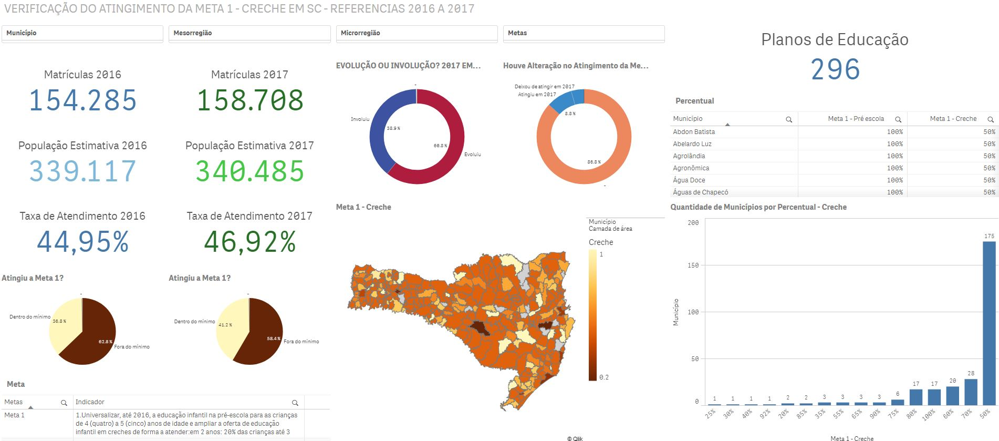 VERIFICAÇÃO DO ATINGIMENTO DA META 1 - CRECHE EM SC - REFERENCIAS 2016 A 2017
Município
Mesorregião
Microrregião
Metas
Matrículas 2016
154.285
Matrículas 2017
158.708
População Estimativa 2016
339.117
População Estimativa 2017
340.485
Taxa de Atendimento 2016
44,95%
Taxa de Atendimento 2017
46,92%
Atingiu a Meta 1?
-
Dentro do mínimo
36.8 %
62.8 %
Fora do mínimo
Atingiu a Meta 1?
-
Dentro do mínimo
41.2 %
58.4 %
Fora do mínimo
Meta
Metas
Indicador
Meta 1
1.Universalizar, até 2016, a educação infantil na pré-escola para as crianças
de 4 (quatro) a 5 (cinco) anos de idade e ampliar a oferta de educação
infantil em creches de forma a atender:em 2 anos: 20% das crianças até 3
EVOLUÇÃO OU INVOLUÇÃO? 2017 EM...
-
Involuiu
38.9 %
60.8 %
Evoluiu
Houve Alteração no Atingimento da Me...
Deixou de atingir em 2017
Atingiu em 2017
8.8 %
86.8 %
-
Meta 1 - Creche
Município
Camada de área
Creche
1
0.2
© Qlik
Planos de Educação
296
Percentual
Município
Meta 1 - Pré escola
Meta 1 - Creche
Abdon Batista 100% 50%
Abelardo Luz 100% 50%
Agrolândia 100% 50%
Agronômica 100% 50%
Água Doce 100% 50%
Águas de Chapecó 100% 50%
Quantidade de Municípios por Percentual - Creche
Município
200
150
100
50
0
1 1 1 1 2 2 3 3 3 3 6 17 17 20 28 175
25% 30% 40% 92% 20% 85% 35% 55% 65% 90% 75% 80% 100% 60% 70% 50%
Meta 1 - Creche